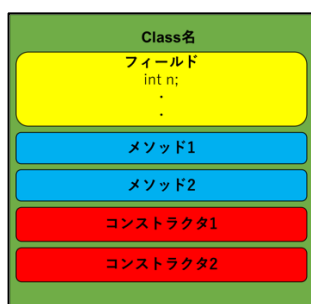 Class名
フィールド
int n;
.
.
メソッド1
メソッド2
コンストラクタ1
コンストラクタ2